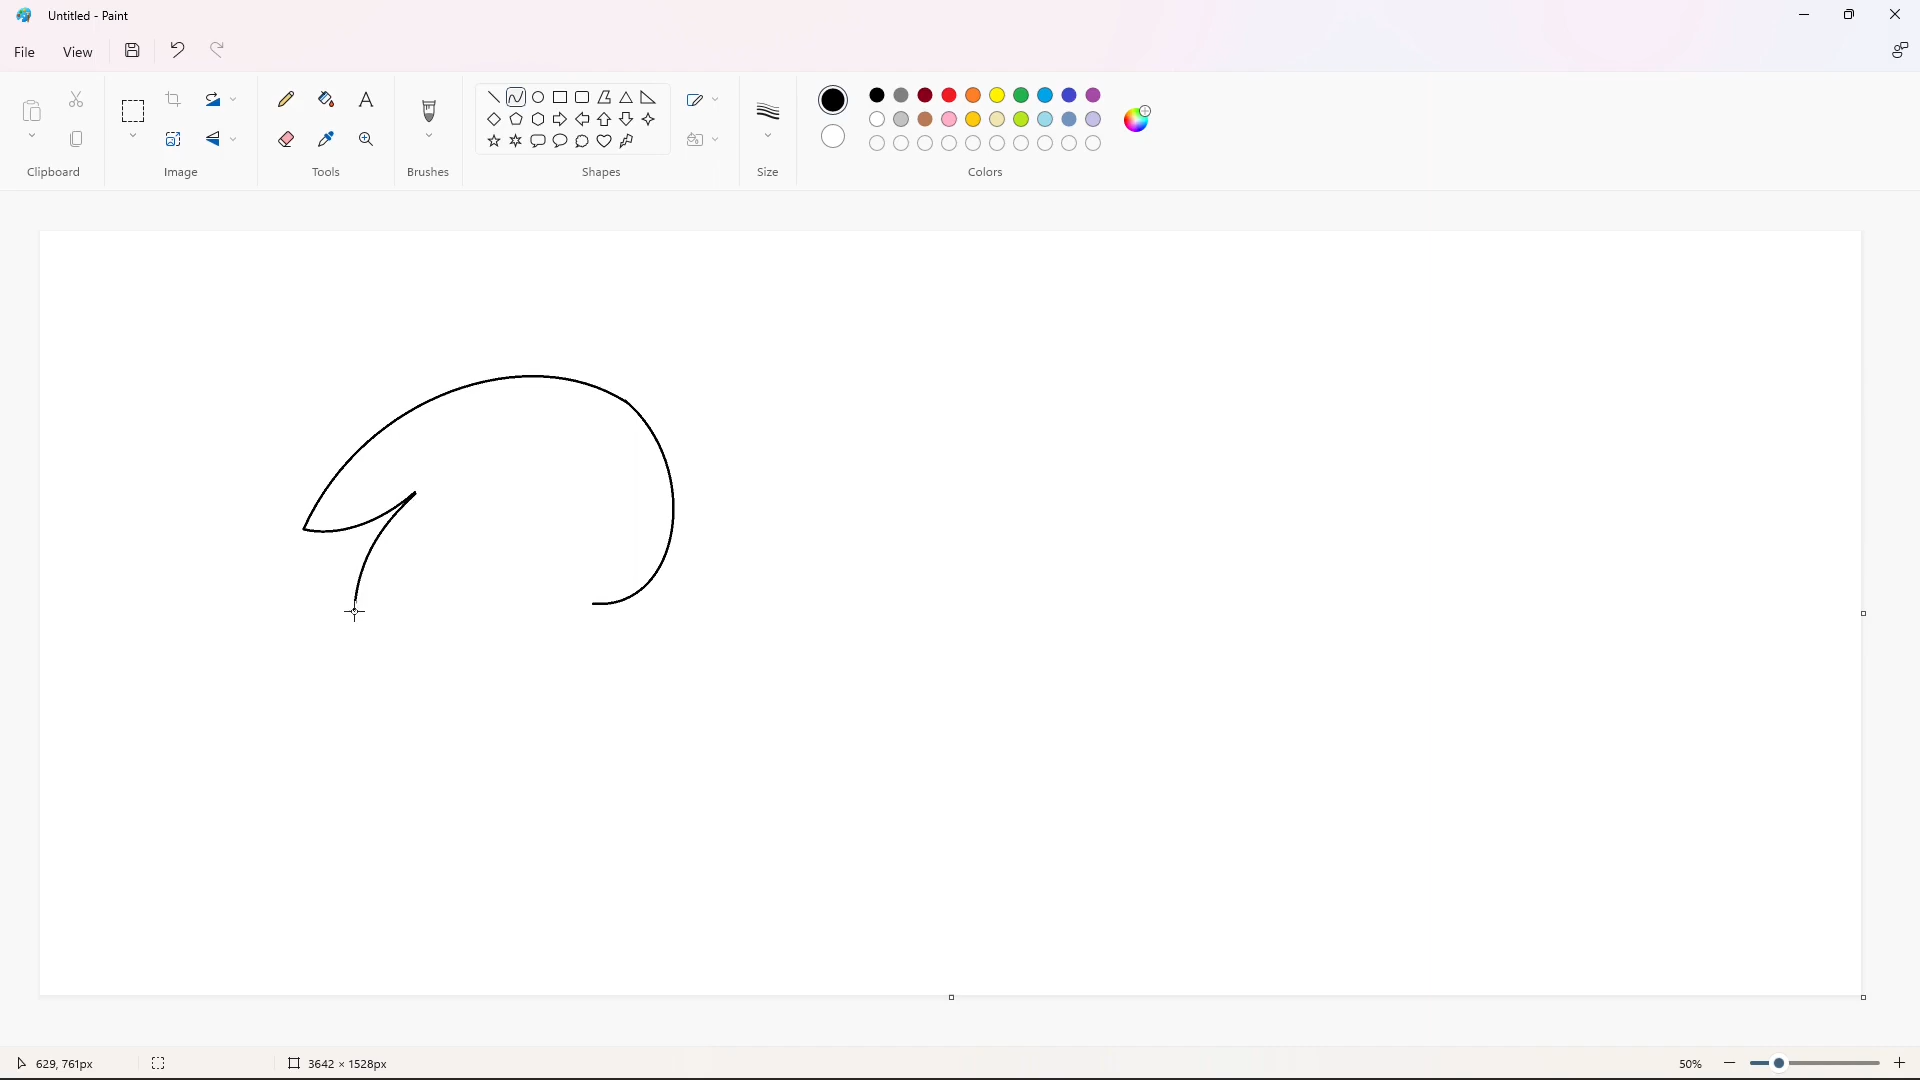 Untitled - Paint
File View
Clipboard Image Tools Brushes Shapes Size Colors
629, 761px 3642 × 1528px 50%